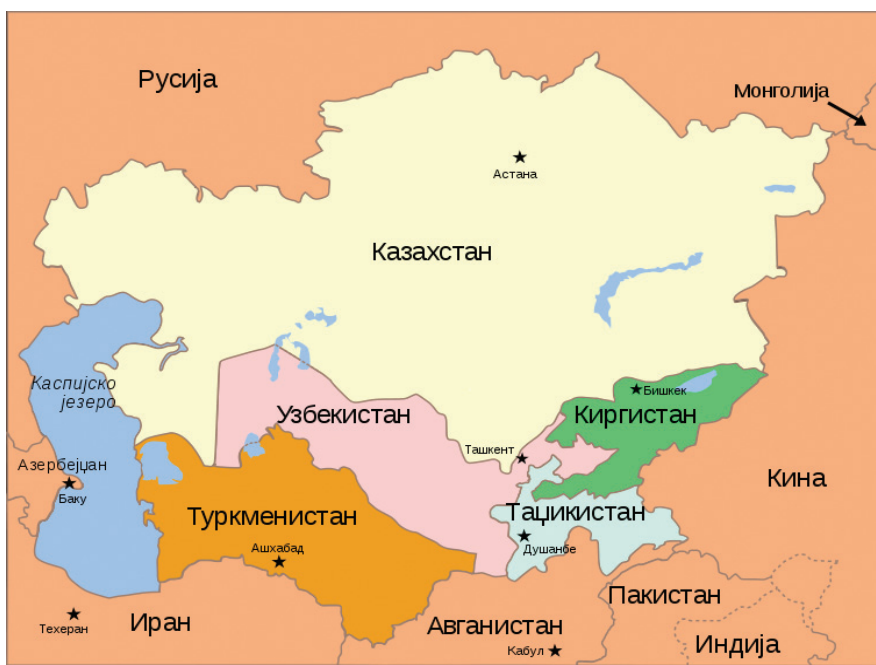 Русија
Монголија
Астана
Казахстан
Каспијско
језеро
Бишкек
Узбекистан
Киргистан
Ташкент
Азербејџан
Баку
Кина
Туркменистан
Таџикистан
Ашхабад
Душанбе
Пакистан
Техеран
Иран
Авганистан
Кабул
Индија